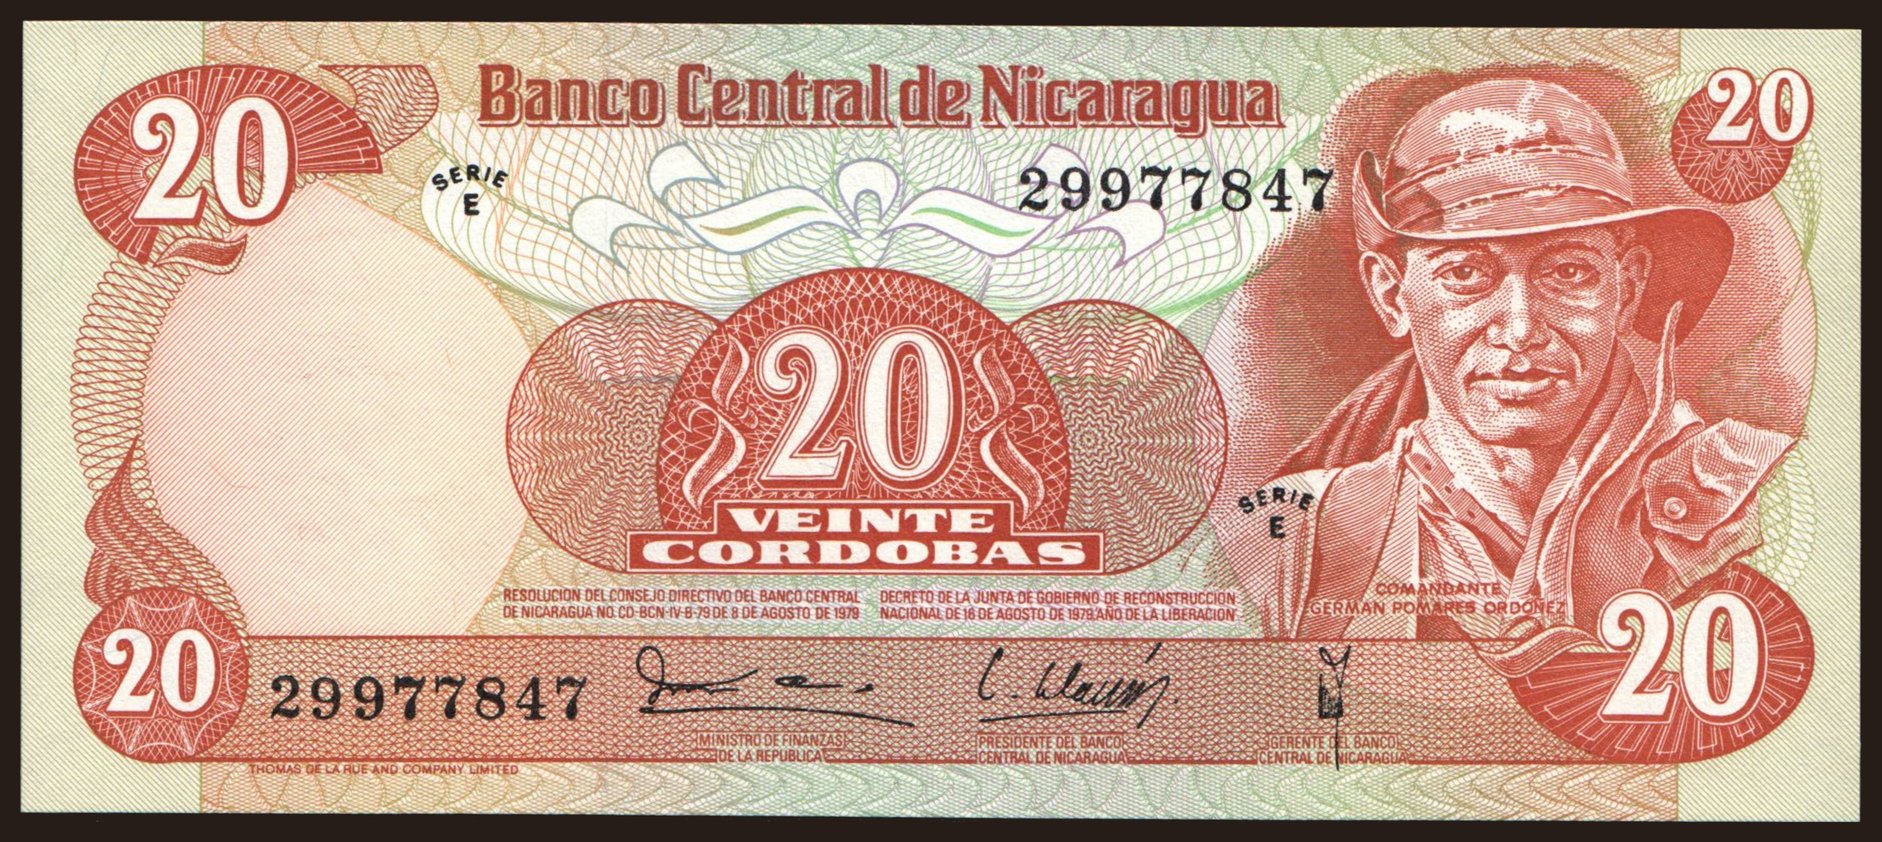 20
Banco Central de Nicaragua
20
SERIE
E
29977847
20
VEINTE
CORDOBAS
SERIE
E
RESOLUCION DEL CONSEJO DIRECTIVO DEL BANCO CENTRAL
DE NICARAGUA NO. CD-BCN-IV-8-79 DE 8 DE AGOSTO DE 1979
DECRETO DE LA JUNTA DE GOBIERNO DE RECONSTRUCCION
NACIONAL DE 16 DE AGOSTO DE 1979, AÑO DE LA LIBERACION
COMANDANTE
GERMAN POMARES ORDOÑEZ
20
29977847
20
MINISTRO DE FINANZAS
DE LA REPUBLICA
PRESIDENTE DEL BANCO
CENTRAL DE NICARAGUA
GERENTE DEL BANCO
CENTRAL DE NICARAGUA
THOMAS DE LA RUE AND COMPANY LIMITED